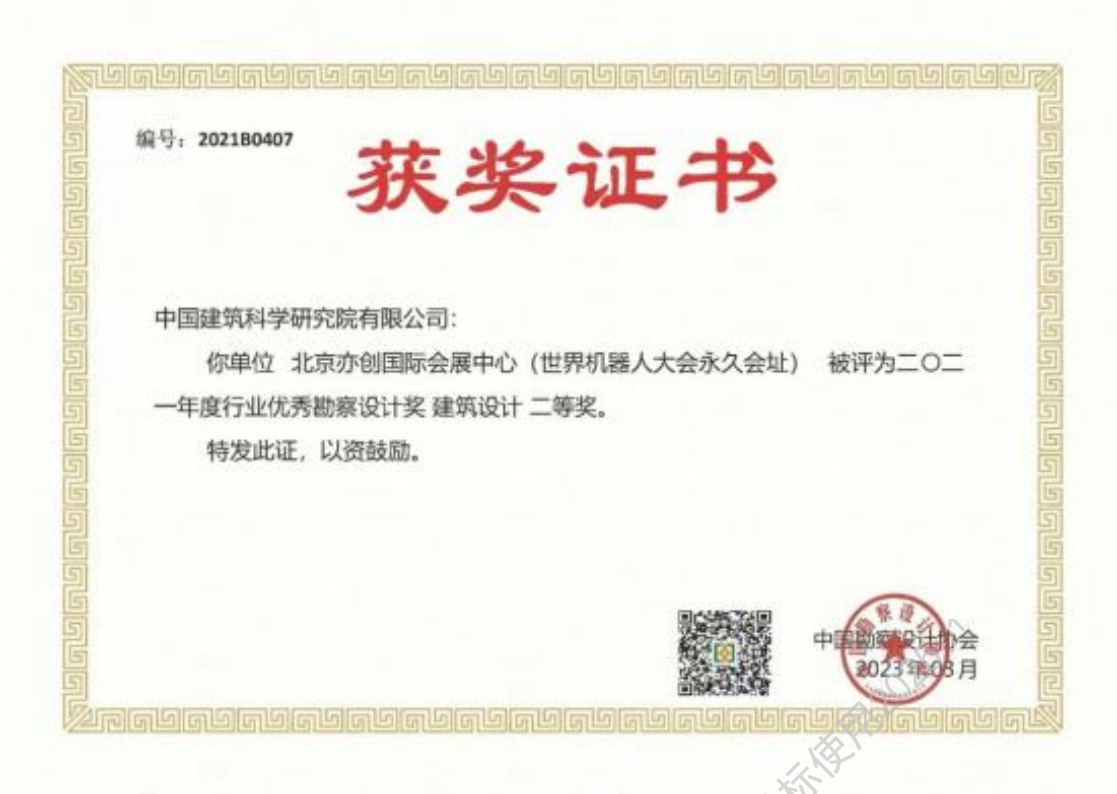 编号：2021B0407
获奖证书
中国建筑科学研究院有限公司：
你单位 北京亦创国际会展中心（世界机器人大会永久会址） 被评为二〇二
一年度行业优秀勘察设计奖 建筑设计 二等奖。
特发此证，以资鼓励。
中国勘察设计协会
2023年03月
标使用